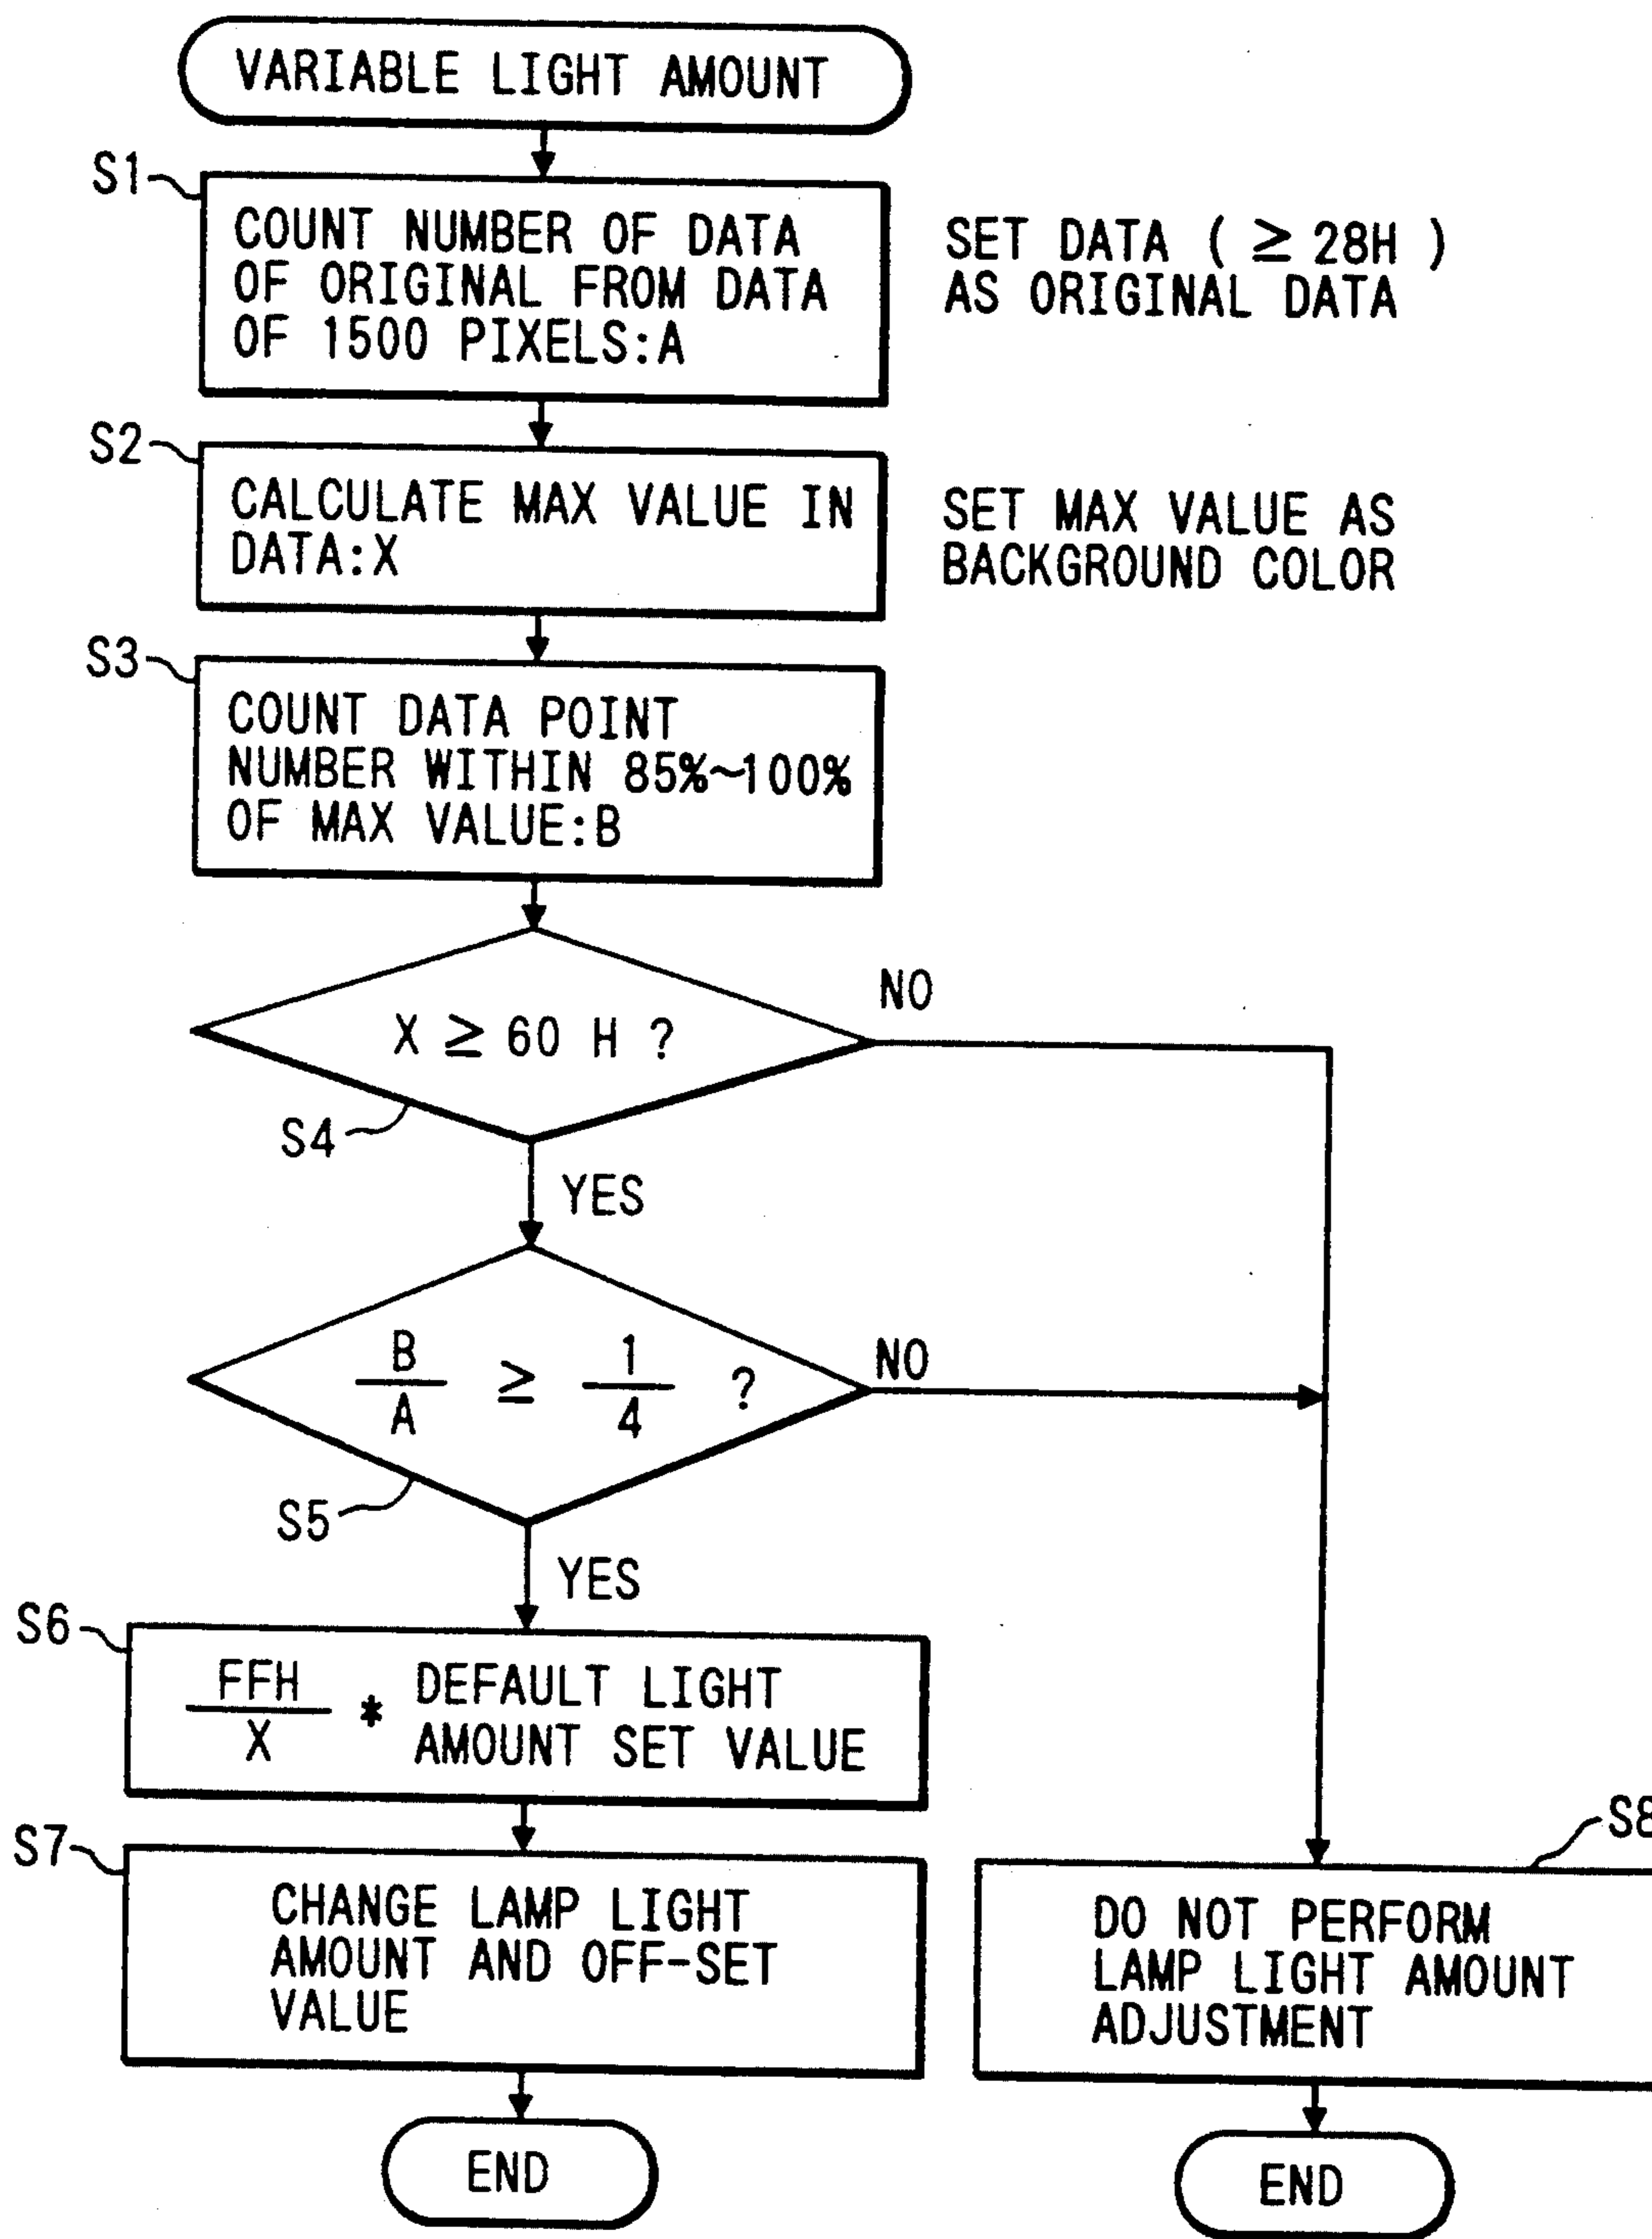 VARIABLE LIGHT AMOUNT
S1
COUNT NUMBER OF DATA
OF ORIGINAL FROM DATA
OF 1500 PIXELS:A
SET DATA ( ≥ 28H )
AS ORIGINAL DATA
S2
CALCULATE MAX VALUE IN
DATA:X
SET MAX VALUE AS
BACKGROUND COLOR
S3
COUNT DATA POINT
NUMBER WITHIN 85%~100%
OF MAX VALUE:B
X ≥ 60 H ?
NO
S4
YES
B
A
≥
1
4
?
NO
S5
YES
S6
FFH
X
*
DEFAULT LIGHT
AMOUNT SET VALUE
S7
CHANGE LAMP LIGHT
AMOUNT AND OFF-SET
VALUE
S8
DO NOT PERFORM
LAMP LIGHT AMOUNT
ADJUSTMENT
END
END